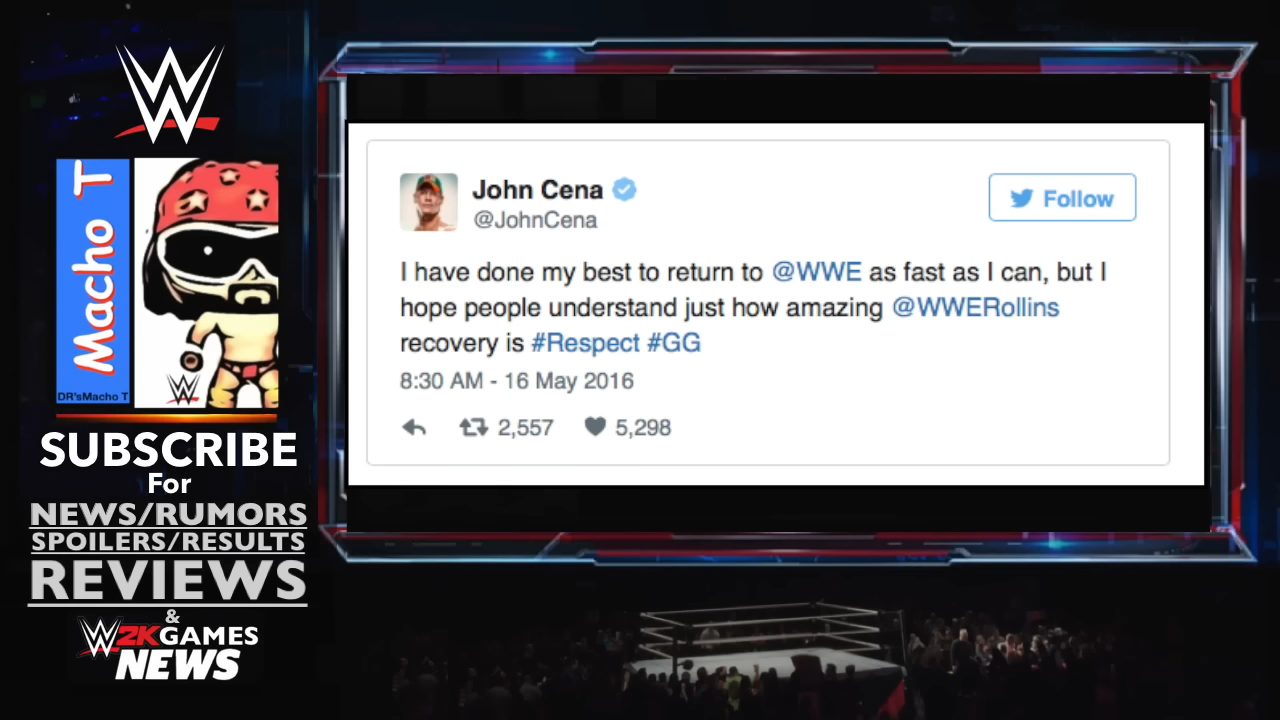 W
Macho T
DR'sMacho T
W
SUBSCRIBE
For
NEWS/RUMORS
SPOILERS/RESULTS
REVIEWS
&
W2KGAMES
NEWS
John Cena
@JohnCena
Follow
I have done my best to return to @WWE as fast as I can, but I
hope people understand just how amazing @WWERollins
recovery is #Respect #GG
8:30 AM - 16 May 2016
2,557
5,298